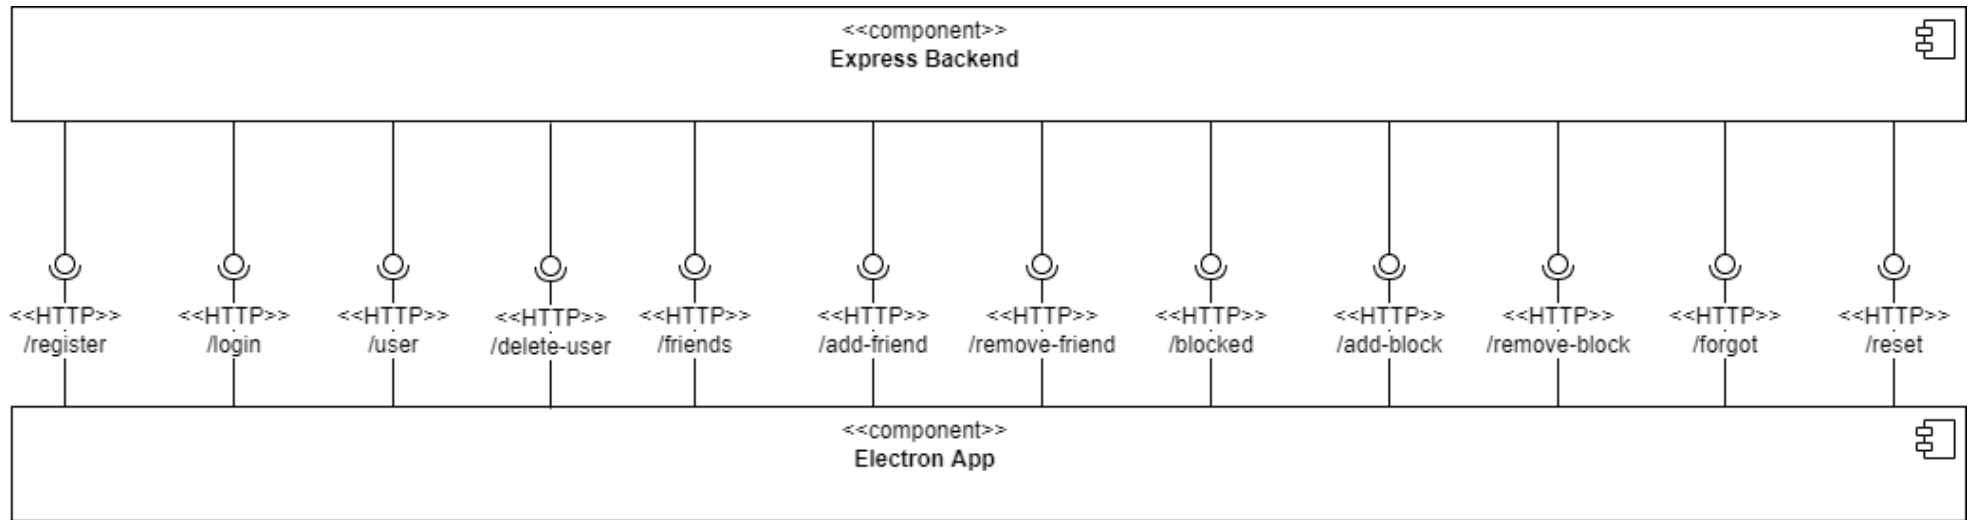 <<component>>
Express Backend
<<HTTP>>
/register
<<HTTP>>
/login
<<HTTP>>
/user
<<HTTP>>
/delete-user
<<HTTP>>
/friends
<<HTTP>>
/add-friend
<<HTTP>>
/remove-friend
<<HTTP>>
/blocked
<<HTTP>>
/add-block
<<HTTP>>
/remove-block
<<HTTP>>
/forgot
<<HTTP>>
/reset
<<component>>
Electron App